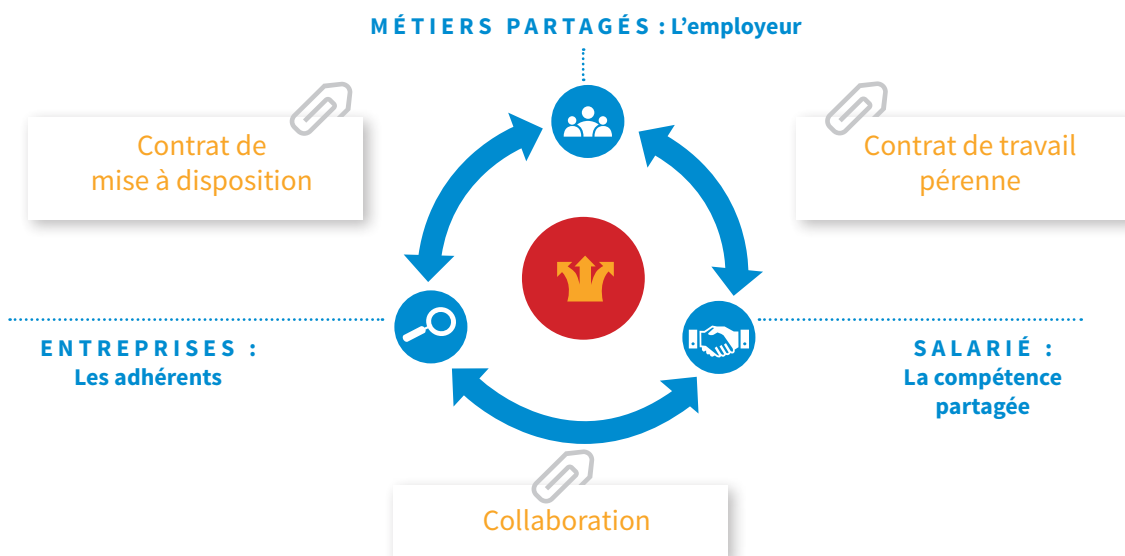 MÉTIERS PARTAGÉS : L'employeur
Contrat de
mise à disposition
Contrat de travail
pérenne
ENTREPRISES :
Les adhérents
SALARIÉ :
La compétence
partagée
Collaboration